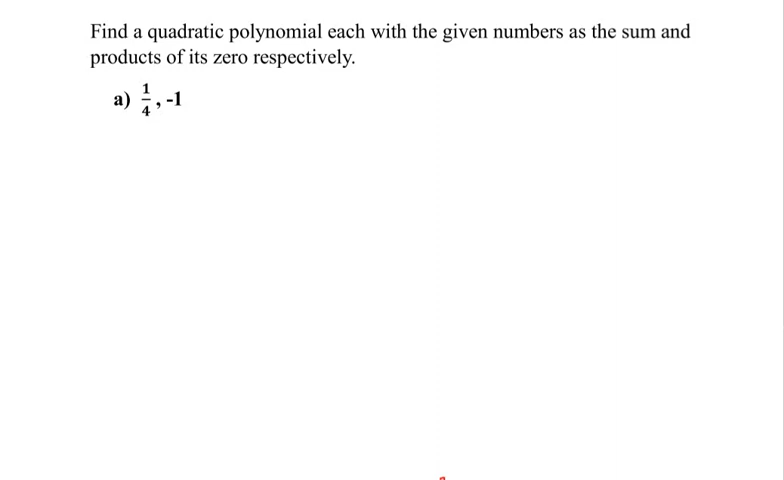 Find a quadratic polynomial each with the given numbers as the sum and
products of its zero respectively.
a) 1/4, -1